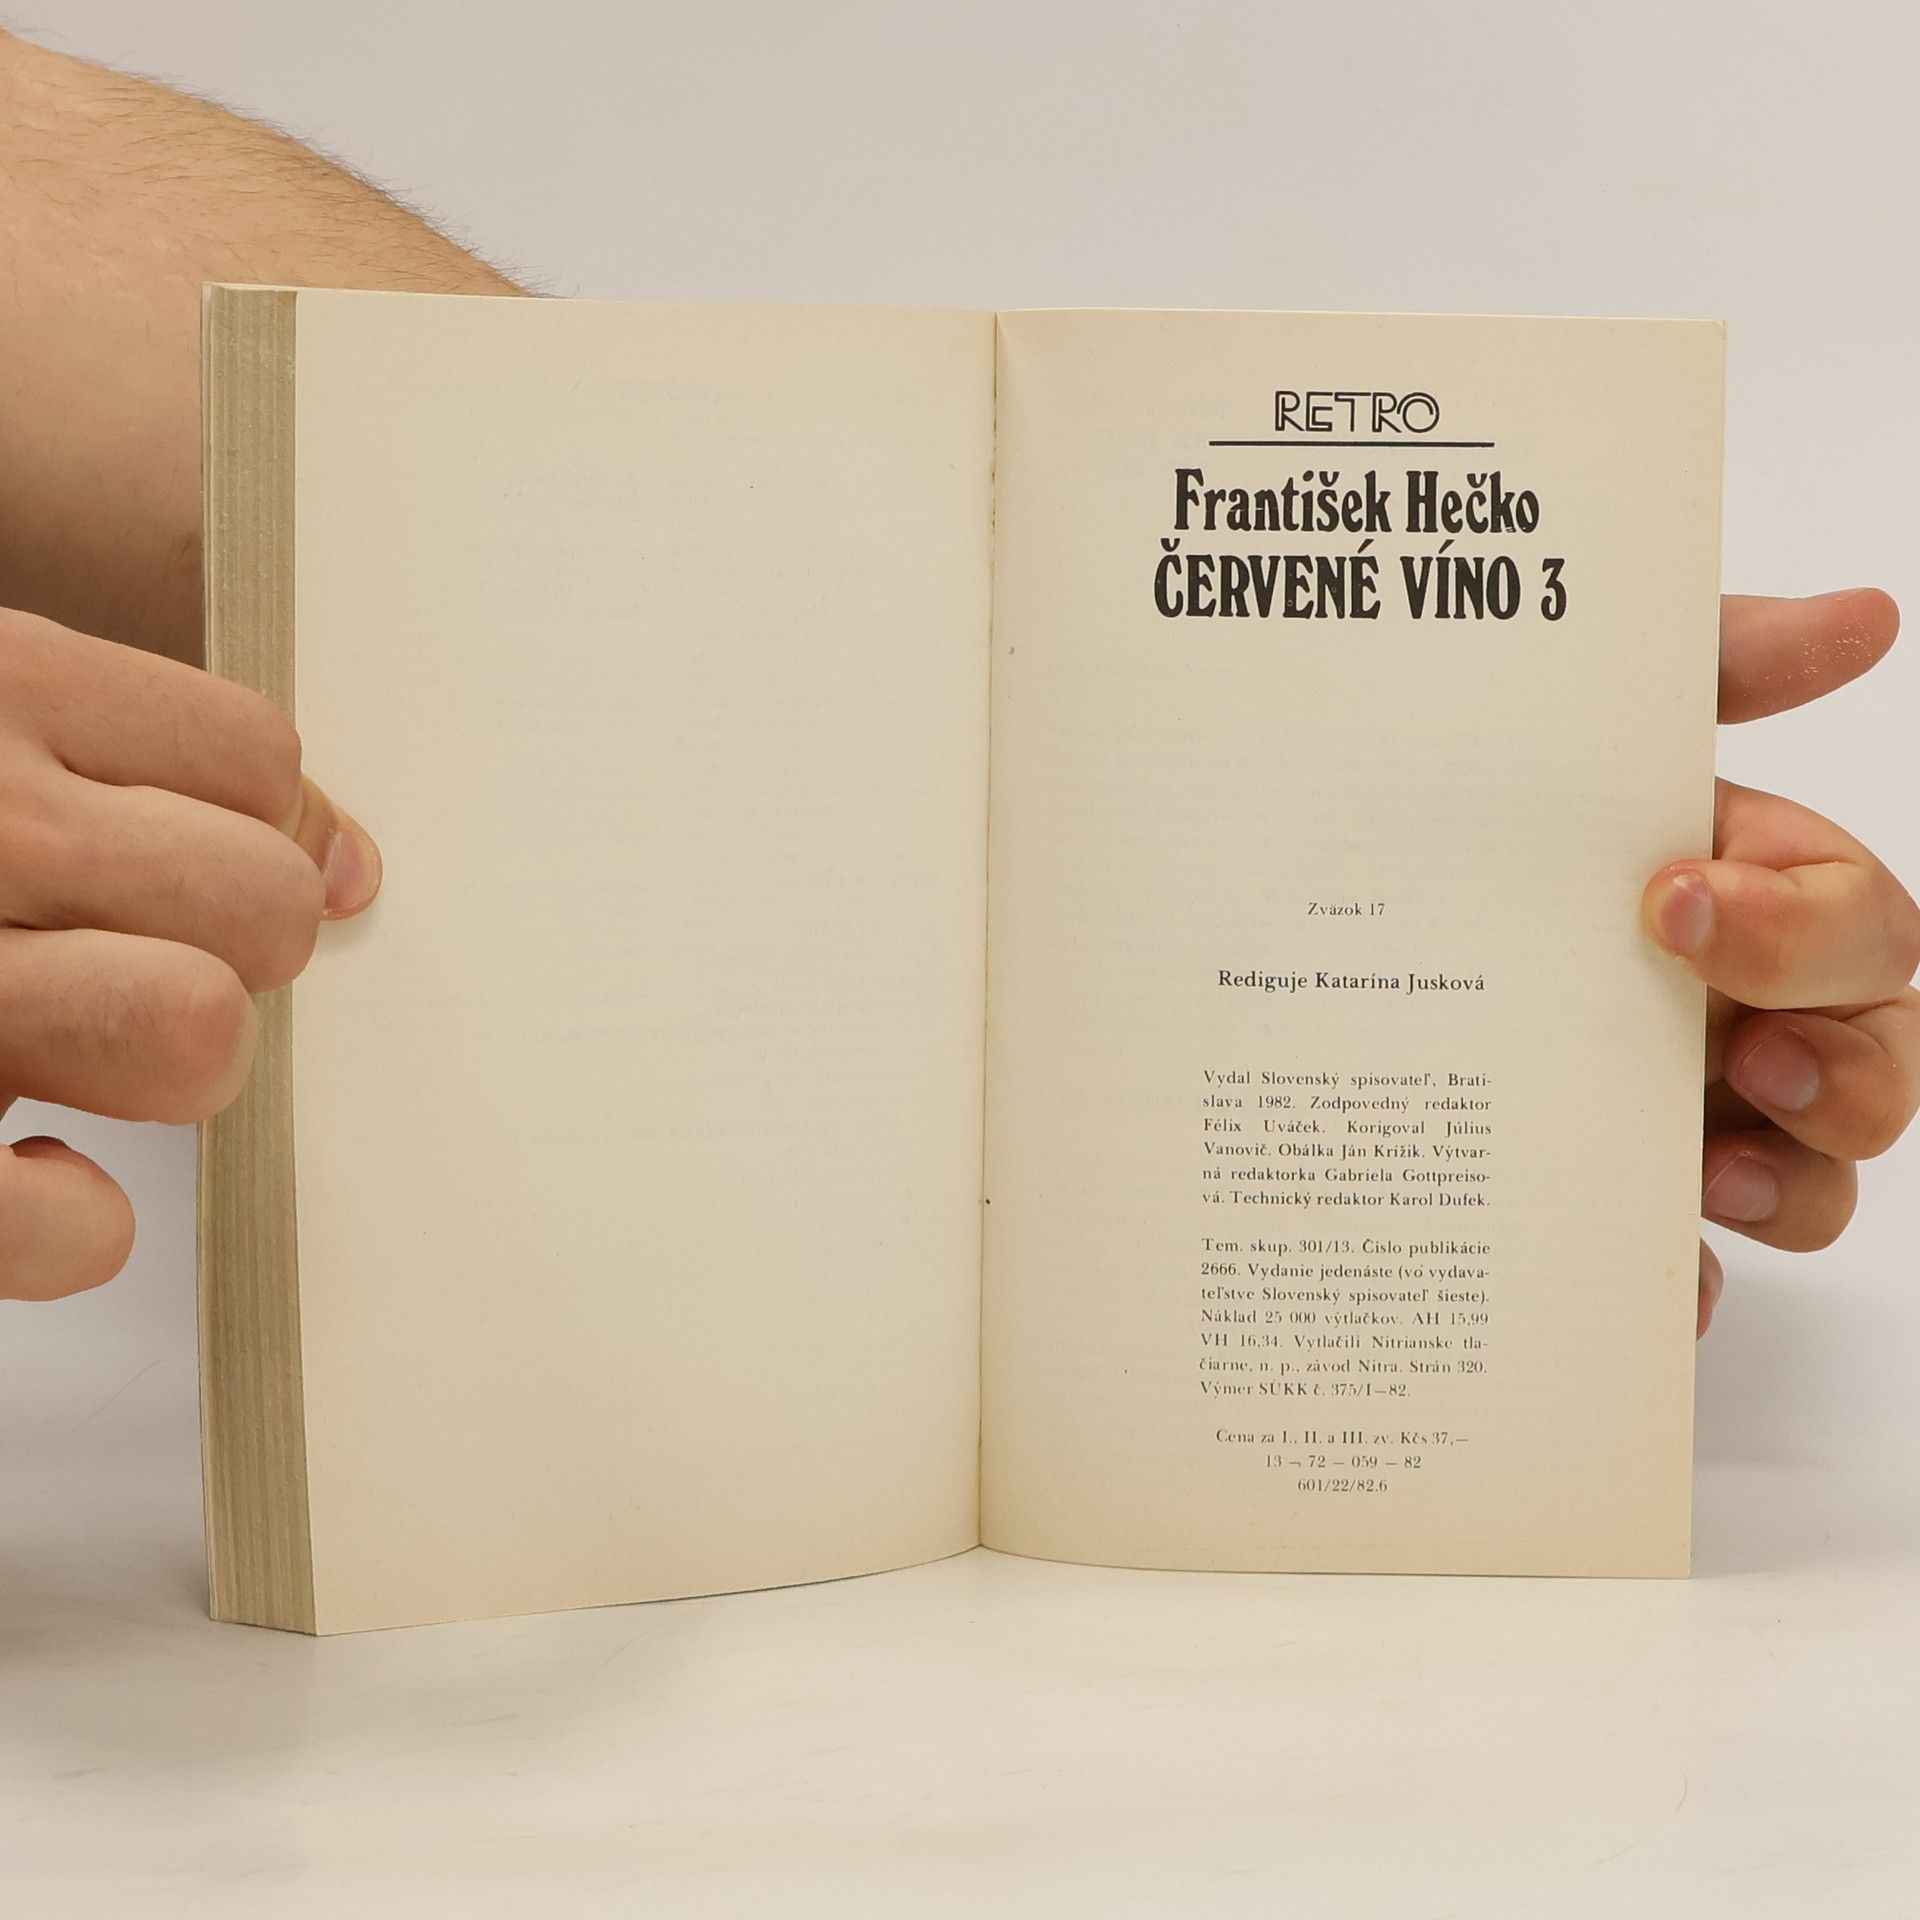 RETRO
František Hečko
ČERVENÉ VÍNO 3
Zväzok 17
Rediguje Katarína Jusková
Vydal Slovenský spisovateľ, Brati-
slava 1982. Zodpovedný redaktor
Félix Uváček. Korigoval Július
Vanovič. Obálka Ján Krížik. Výtvar-
ná redaktorka Gabriela Gottpreiso-
vá. Technický redaktor Karol Dufek.
Tem. skup. 301/13. Číslo publikácie
2666. Vydanie jedenáste (vo vydava-
teľstve Slovenský spisovateľ šieste).
Náklad 25 000 výtlačkov. AH 15,99
VH 16,34. Vytlačili Nitrianske tla-
čiarne, n. p., závod Nitra. Strán 320.
Výmer SÚKK č. 375/I—82.
Cena za I., II. a III. zv. Kčs 37,—
13 — 72 — 059 — 82
601/22/82.6